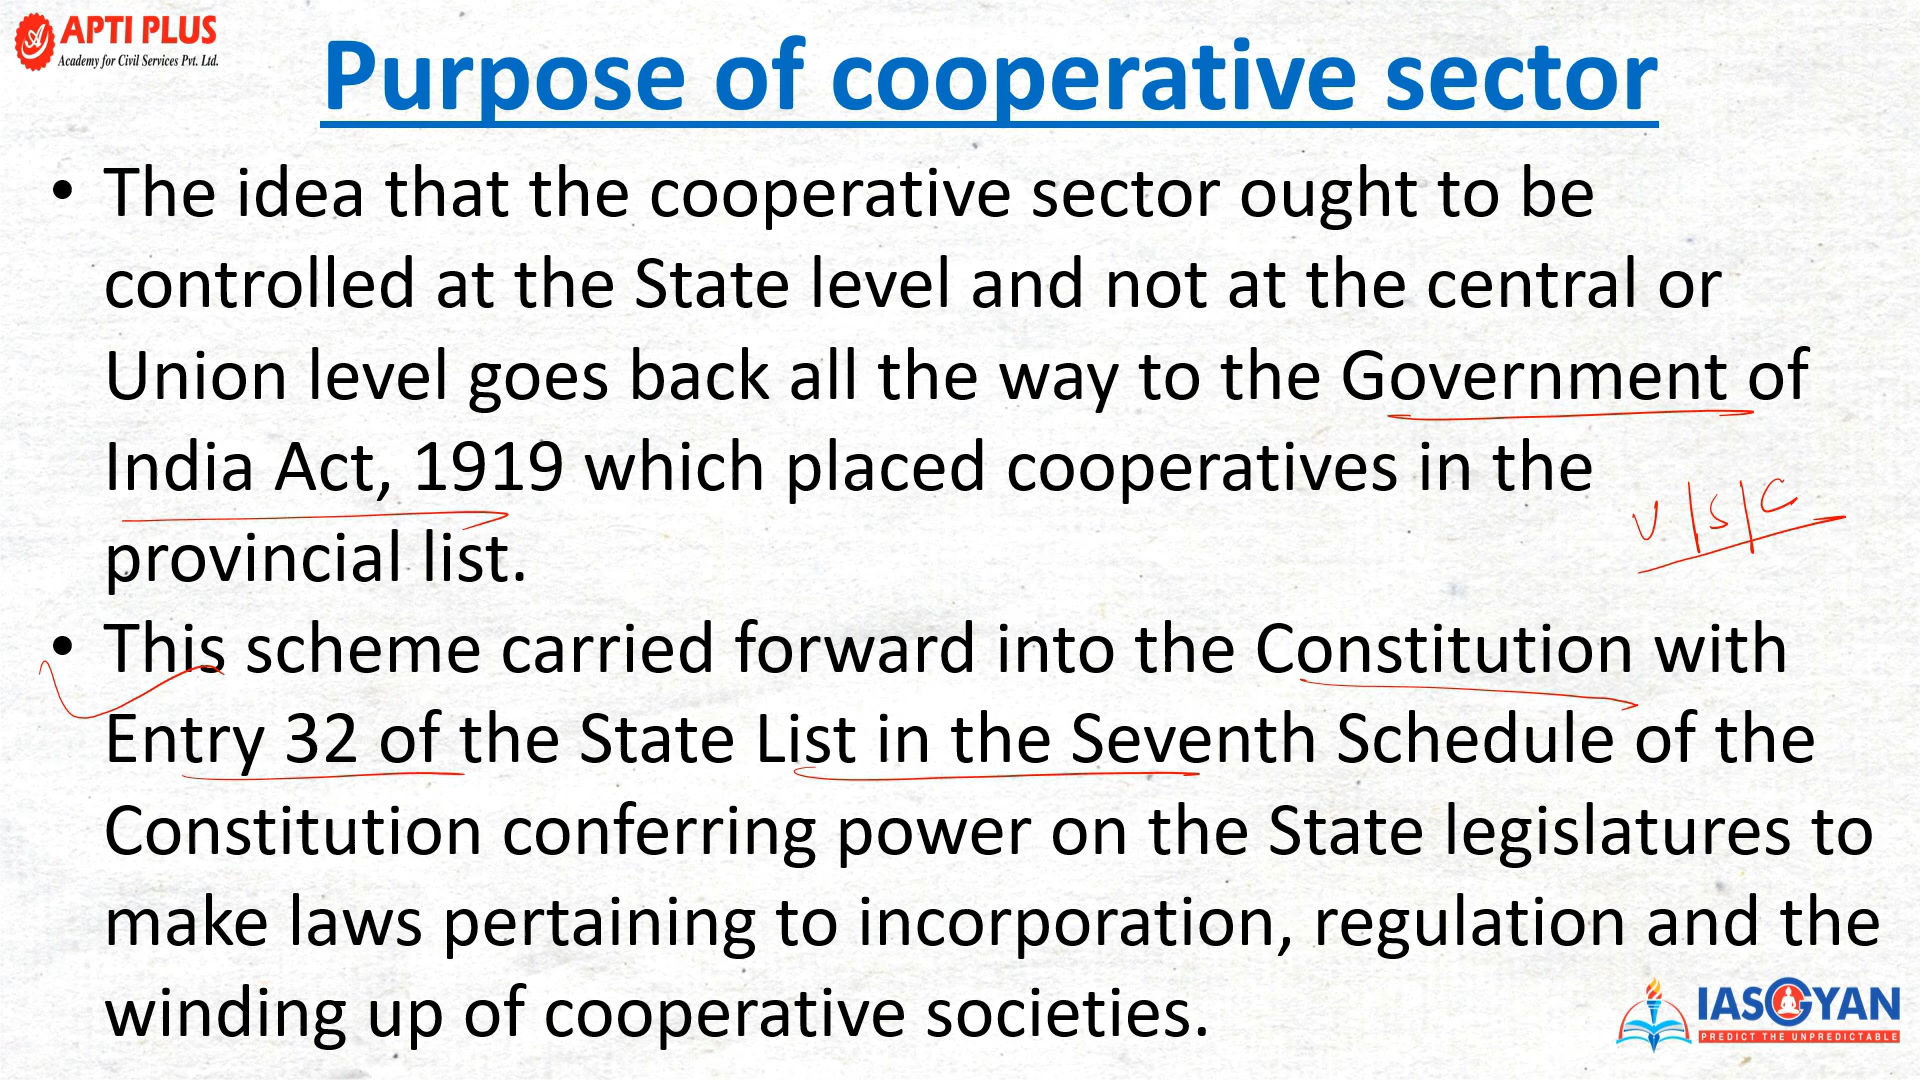 APTI PLUS
Academy for Civil Services Pvt. Ltd.
Purpose of cooperative sector
• The idea that the cooperative sector ought to be
controlled at the State level and not at the central or
Union level goes back all the way to the Government of
India Act, 1919 which placed cooperatives in the
provincial list.
U/S/C
• This scheme carried forward into the Constitution with
Entry 32 of the State List in the Seventh Schedule of the
Constitution conferring power on the State legislatures to
make laws pertaining to incorporation, regulation and the
winding up of cooperative societies.
IASGYAN
PREDICT THE UNPREDICTABLE